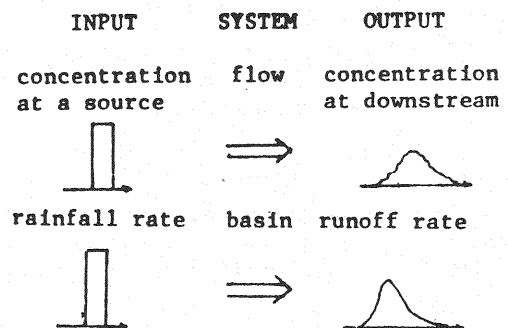 INPUT SYSTEM OUTPUT
concentration flow concentration
at a source at downstream
rainfall rate basin runoff rate